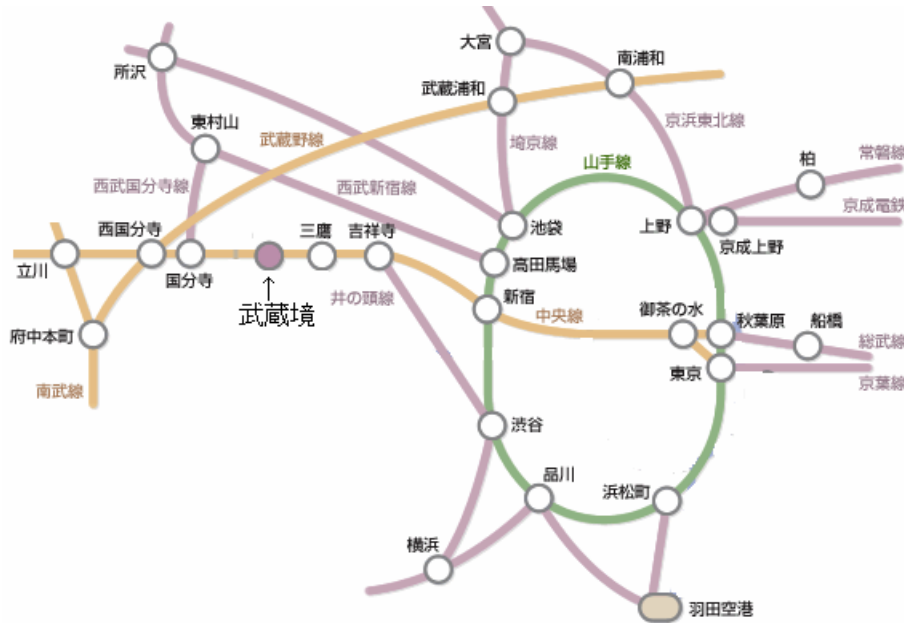 大宮
南浦和
所沢
武蔵浦和
東村山
武蔵野線
埼京線
京浜東北線
山手線
柏
常磐線
西武国分寺線
西武新宿線
京成電鉄
西国分寺
三鷹
吉祥寺
池袋
上野
京成上野
立川
国分寺
高田馬場
↑
武蔵境
井の頭線
新宿
中央線
御茶の水
秋葉原
船橋
府中本町
総武線
東京
京葉線
南武線
渋谷
品川
浜松町
横浜
羽田空港